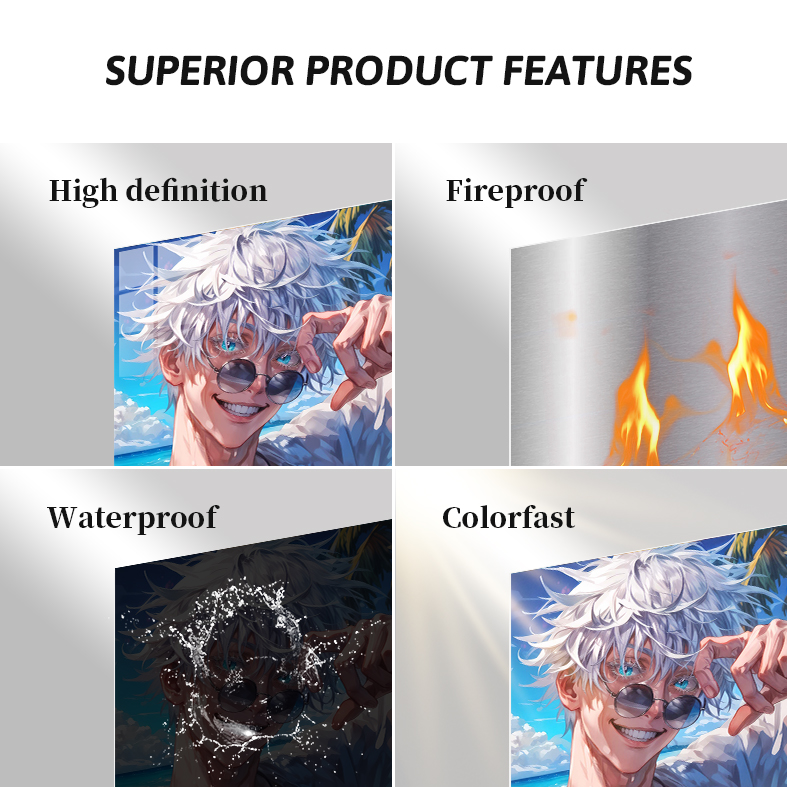 SUPERIOR PRODUCT FEATURES
High definition
Fireproof
Waterproof
Colorfast